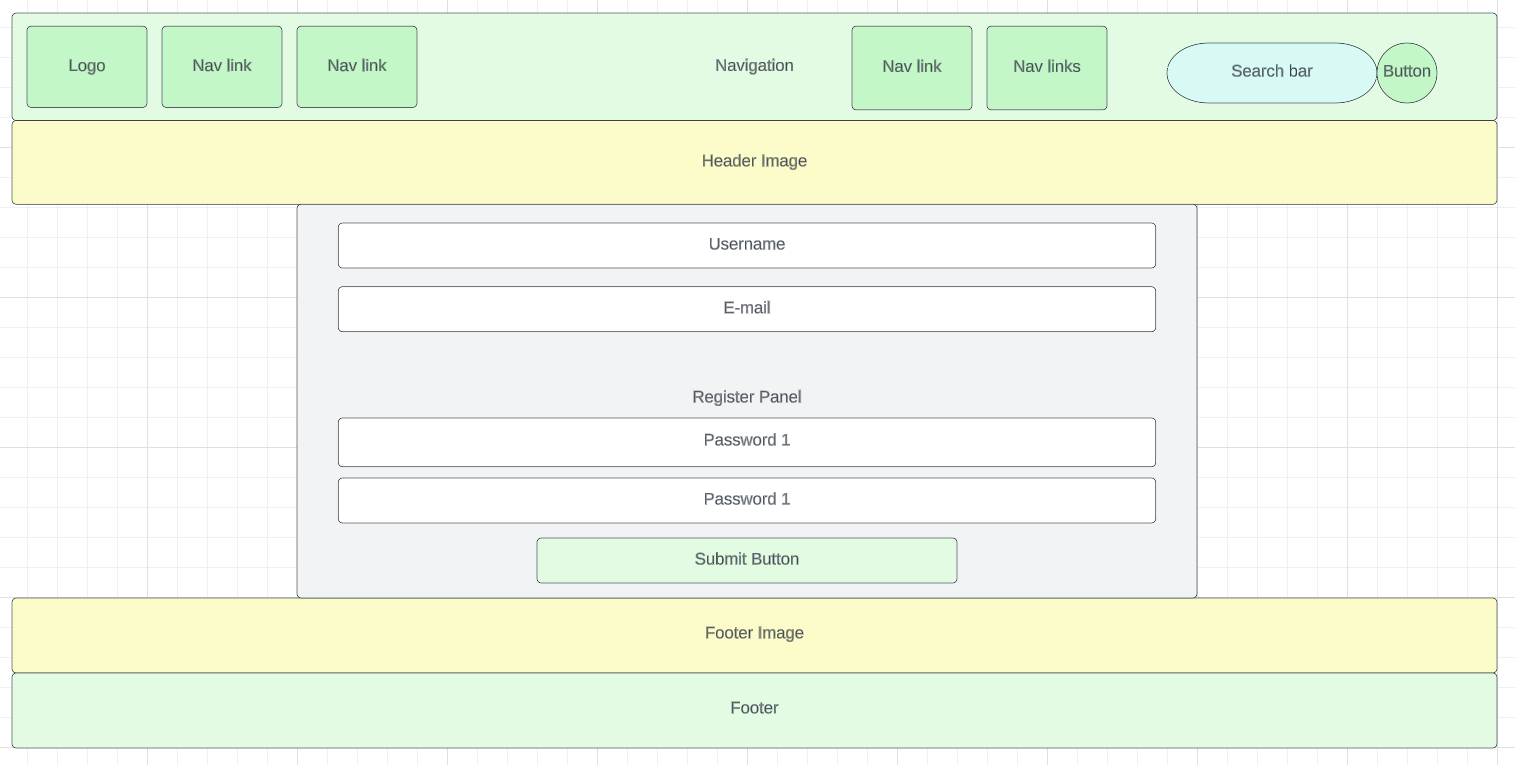 Logo
Nav link
Nav link
Navigation
Nav link
Nav links
Search bar
Button
Header Image
Username
E-mail
Register Panel
Password 1
Password 1
Submit Button
Footer Image
Footer